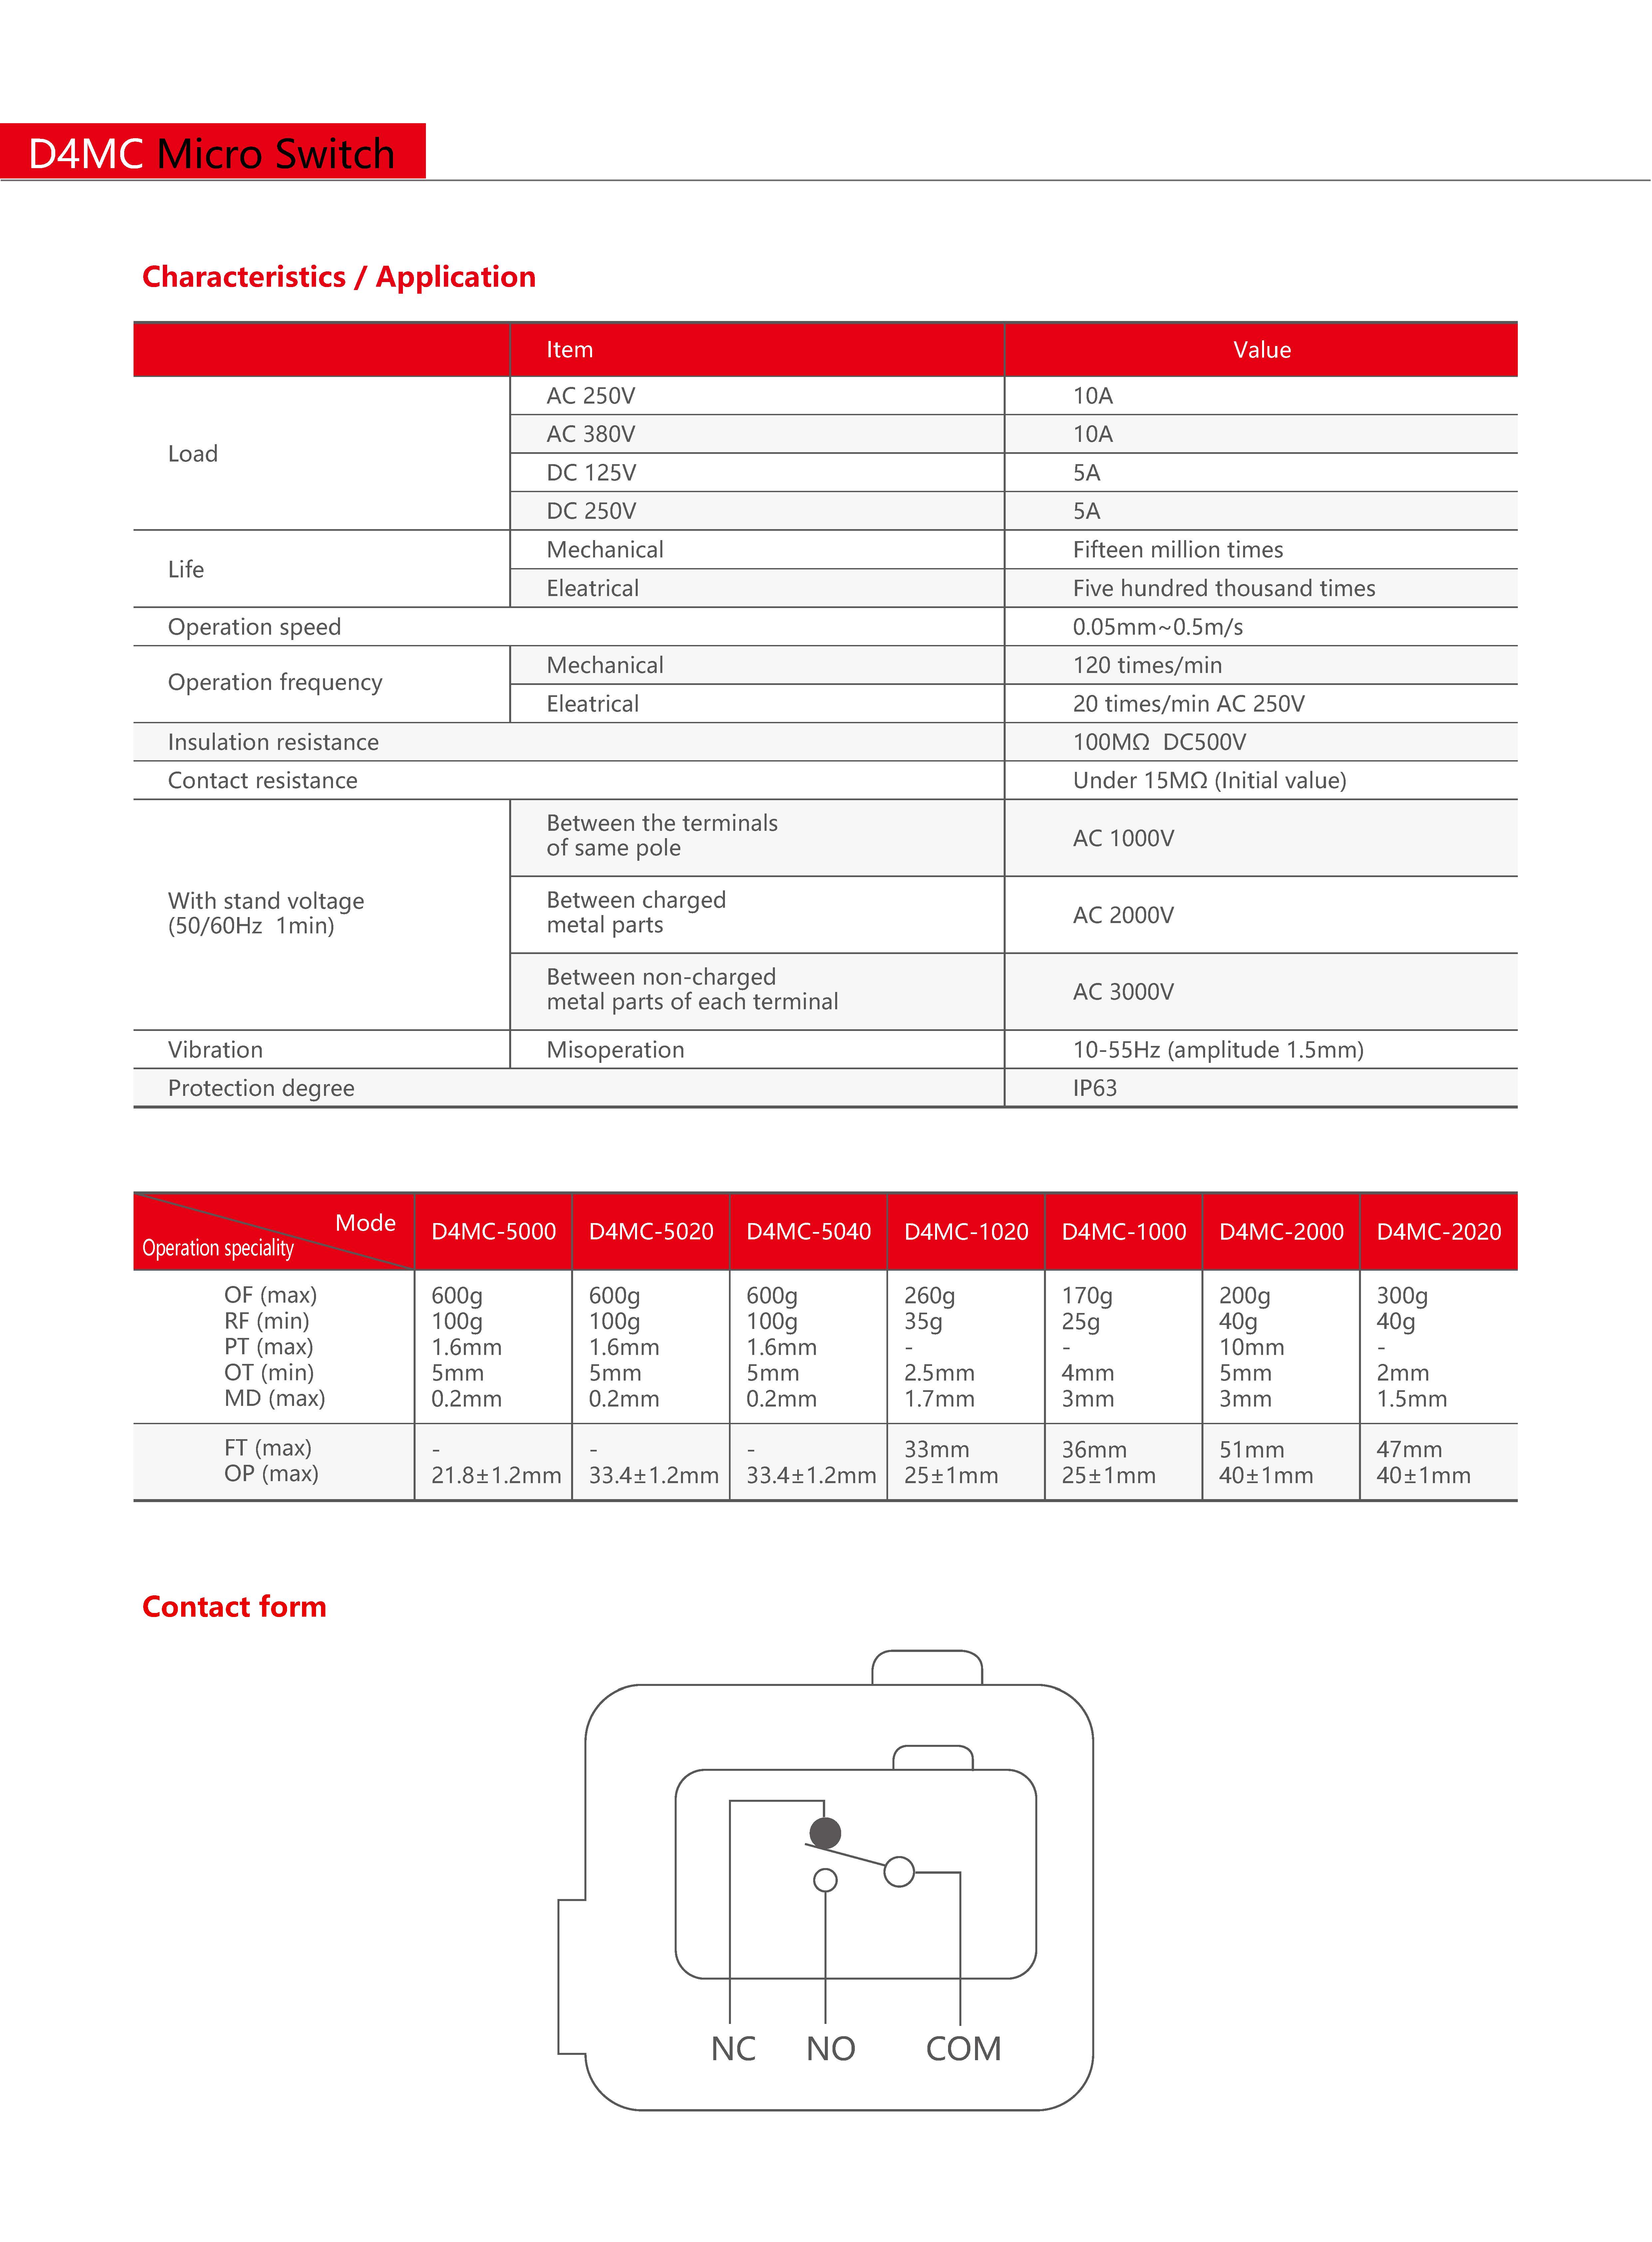 D4MC Micro Switch
Characteristics / Application
Item Value
Load
AC 250V 10A
AC 380V 10A
DC 125V 5A
DC 250V 5A
Life
Mechanical Fifteen million times
Eleatrical Five hundred thousand times
Operation speed 0.05mm~0.5m/s
Operation frequency
Mechanical 120 times/min
Eleatrical 20 times/min AC 250V
Insulation resistance 100MΩ DC500V
Contact resistance Under 15MΩ (Initial value)
With stand voltage
(50/60Hz 1min)
Between the terminals
of same pole
AC 1000V
Between charged
metal parts
AC 2000V
Between non-charged
metal parts of each terminal
AC 3000V
Vibration Misoperation 10-55Hz (amplitude 1.5mm)
Protection degree IP63
Mode
Operation speciality
D4MC-5000 D4MC-5020 D4MC-5040 D4MC-1020 D4MC-1000 D4MC-2000 D4MC-2020
OF (max) 600g 600g 600g 260g 170g 200g 300g
RF (min) 100g 100g 100g 35g 25g 40g 40g
PT (max) 1.6mm 1.6mm 1.6mm - - 10mm -
OT (min) 5mm 5mm 5mm 2.5mm 4mm 5mm 2mm
MD (max) 0.2mm 0.2mm 0.2mm 1.7mm 3mm 3mm 1.5mm
FT (max) - - - 33mm 36mm 51mm 47mm
OP (max) 21.8±1.2mm 33.4±1.2mm 33.4±1.2mm 25±1mm 25±1mm 40±1mm 40±1mm
Contact form
NC NO COM